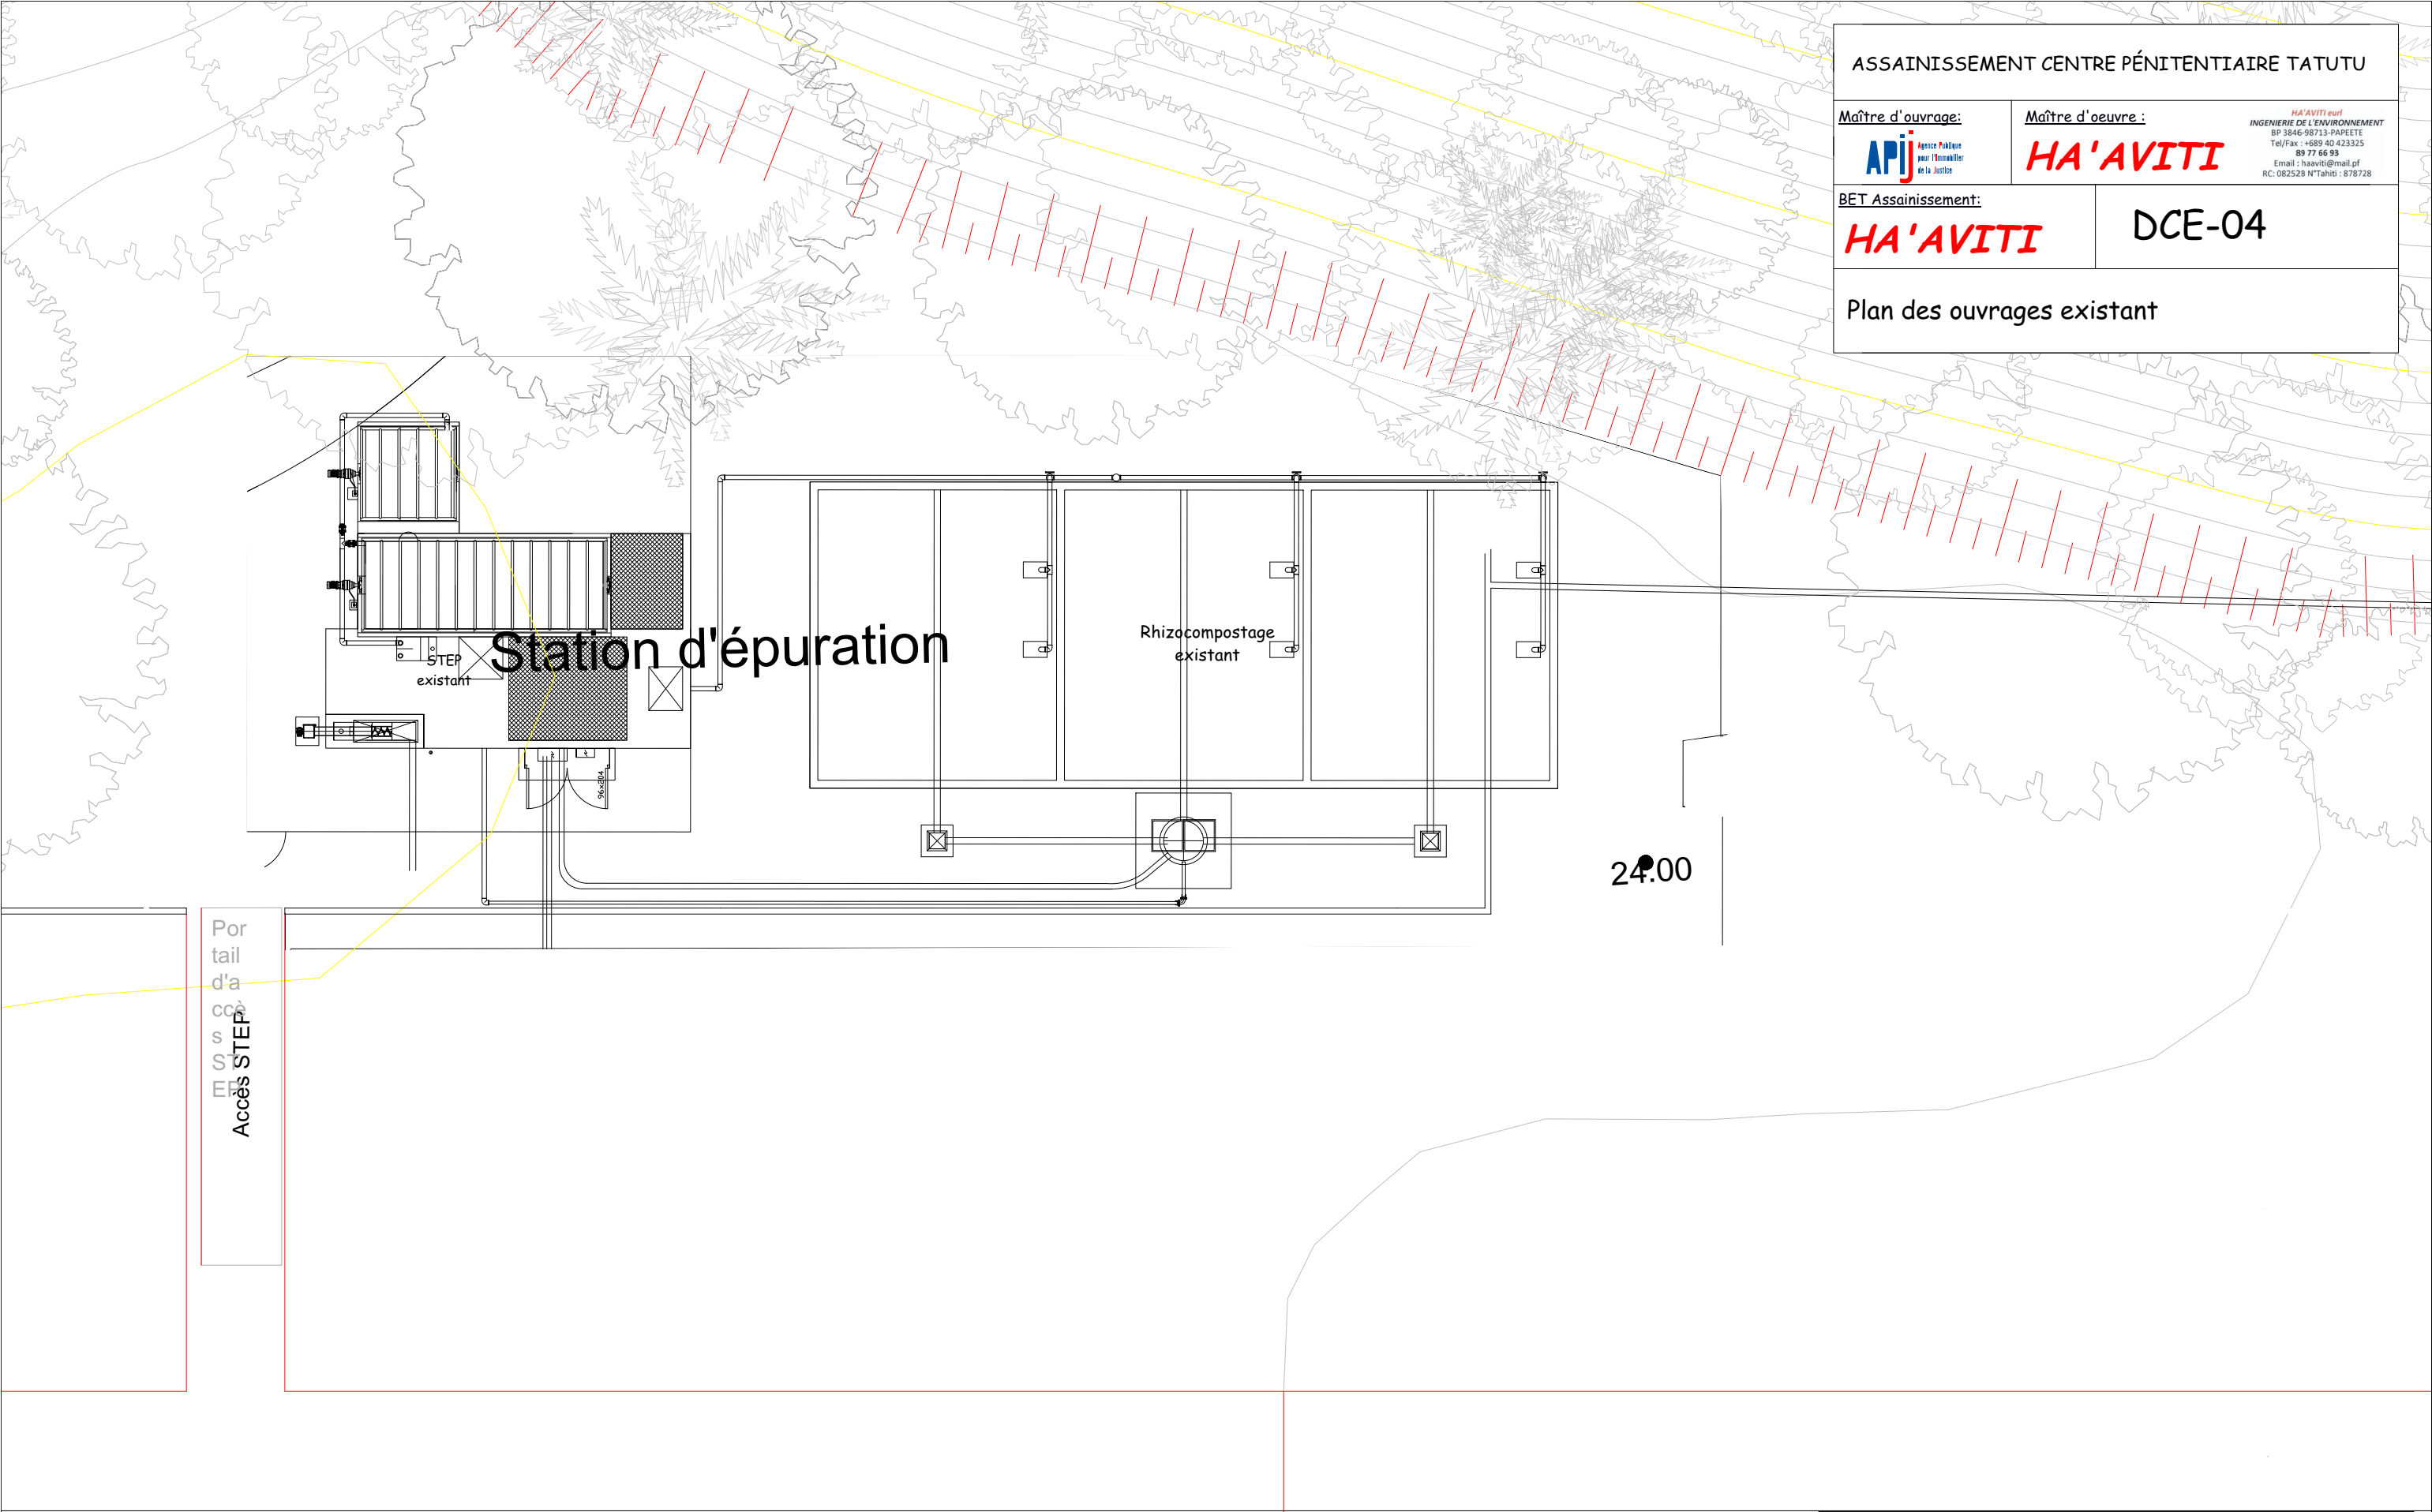 ASSAINISSEMENT CENTRE PÉNITENTIAIRE TATUTU
Maître d'ouvrage:
APIJ Agence Publique
pour l'Immobilier
de la Justice
Maître d'oeuvre :
HA'AVITI
HA'AVITI eurl
INGENIERIE DE L'ENVIRONNEMENT
BP 3846-98713-PAPEETE
Tel/Fax : +689 40 423325
89 77 66 93
Email : haaviti@mail.pf
RC: 08252B N°Tahiti : 878728
BET Assainissement:
HA'AVITI
DCE-04
Plan des ouvrages existant
Station d'épuration
STEP
existant
Rhizocompostage
existant
96x204
24.00
Por
tail
d'a
ccè
s
ST
EP
Accès STEP